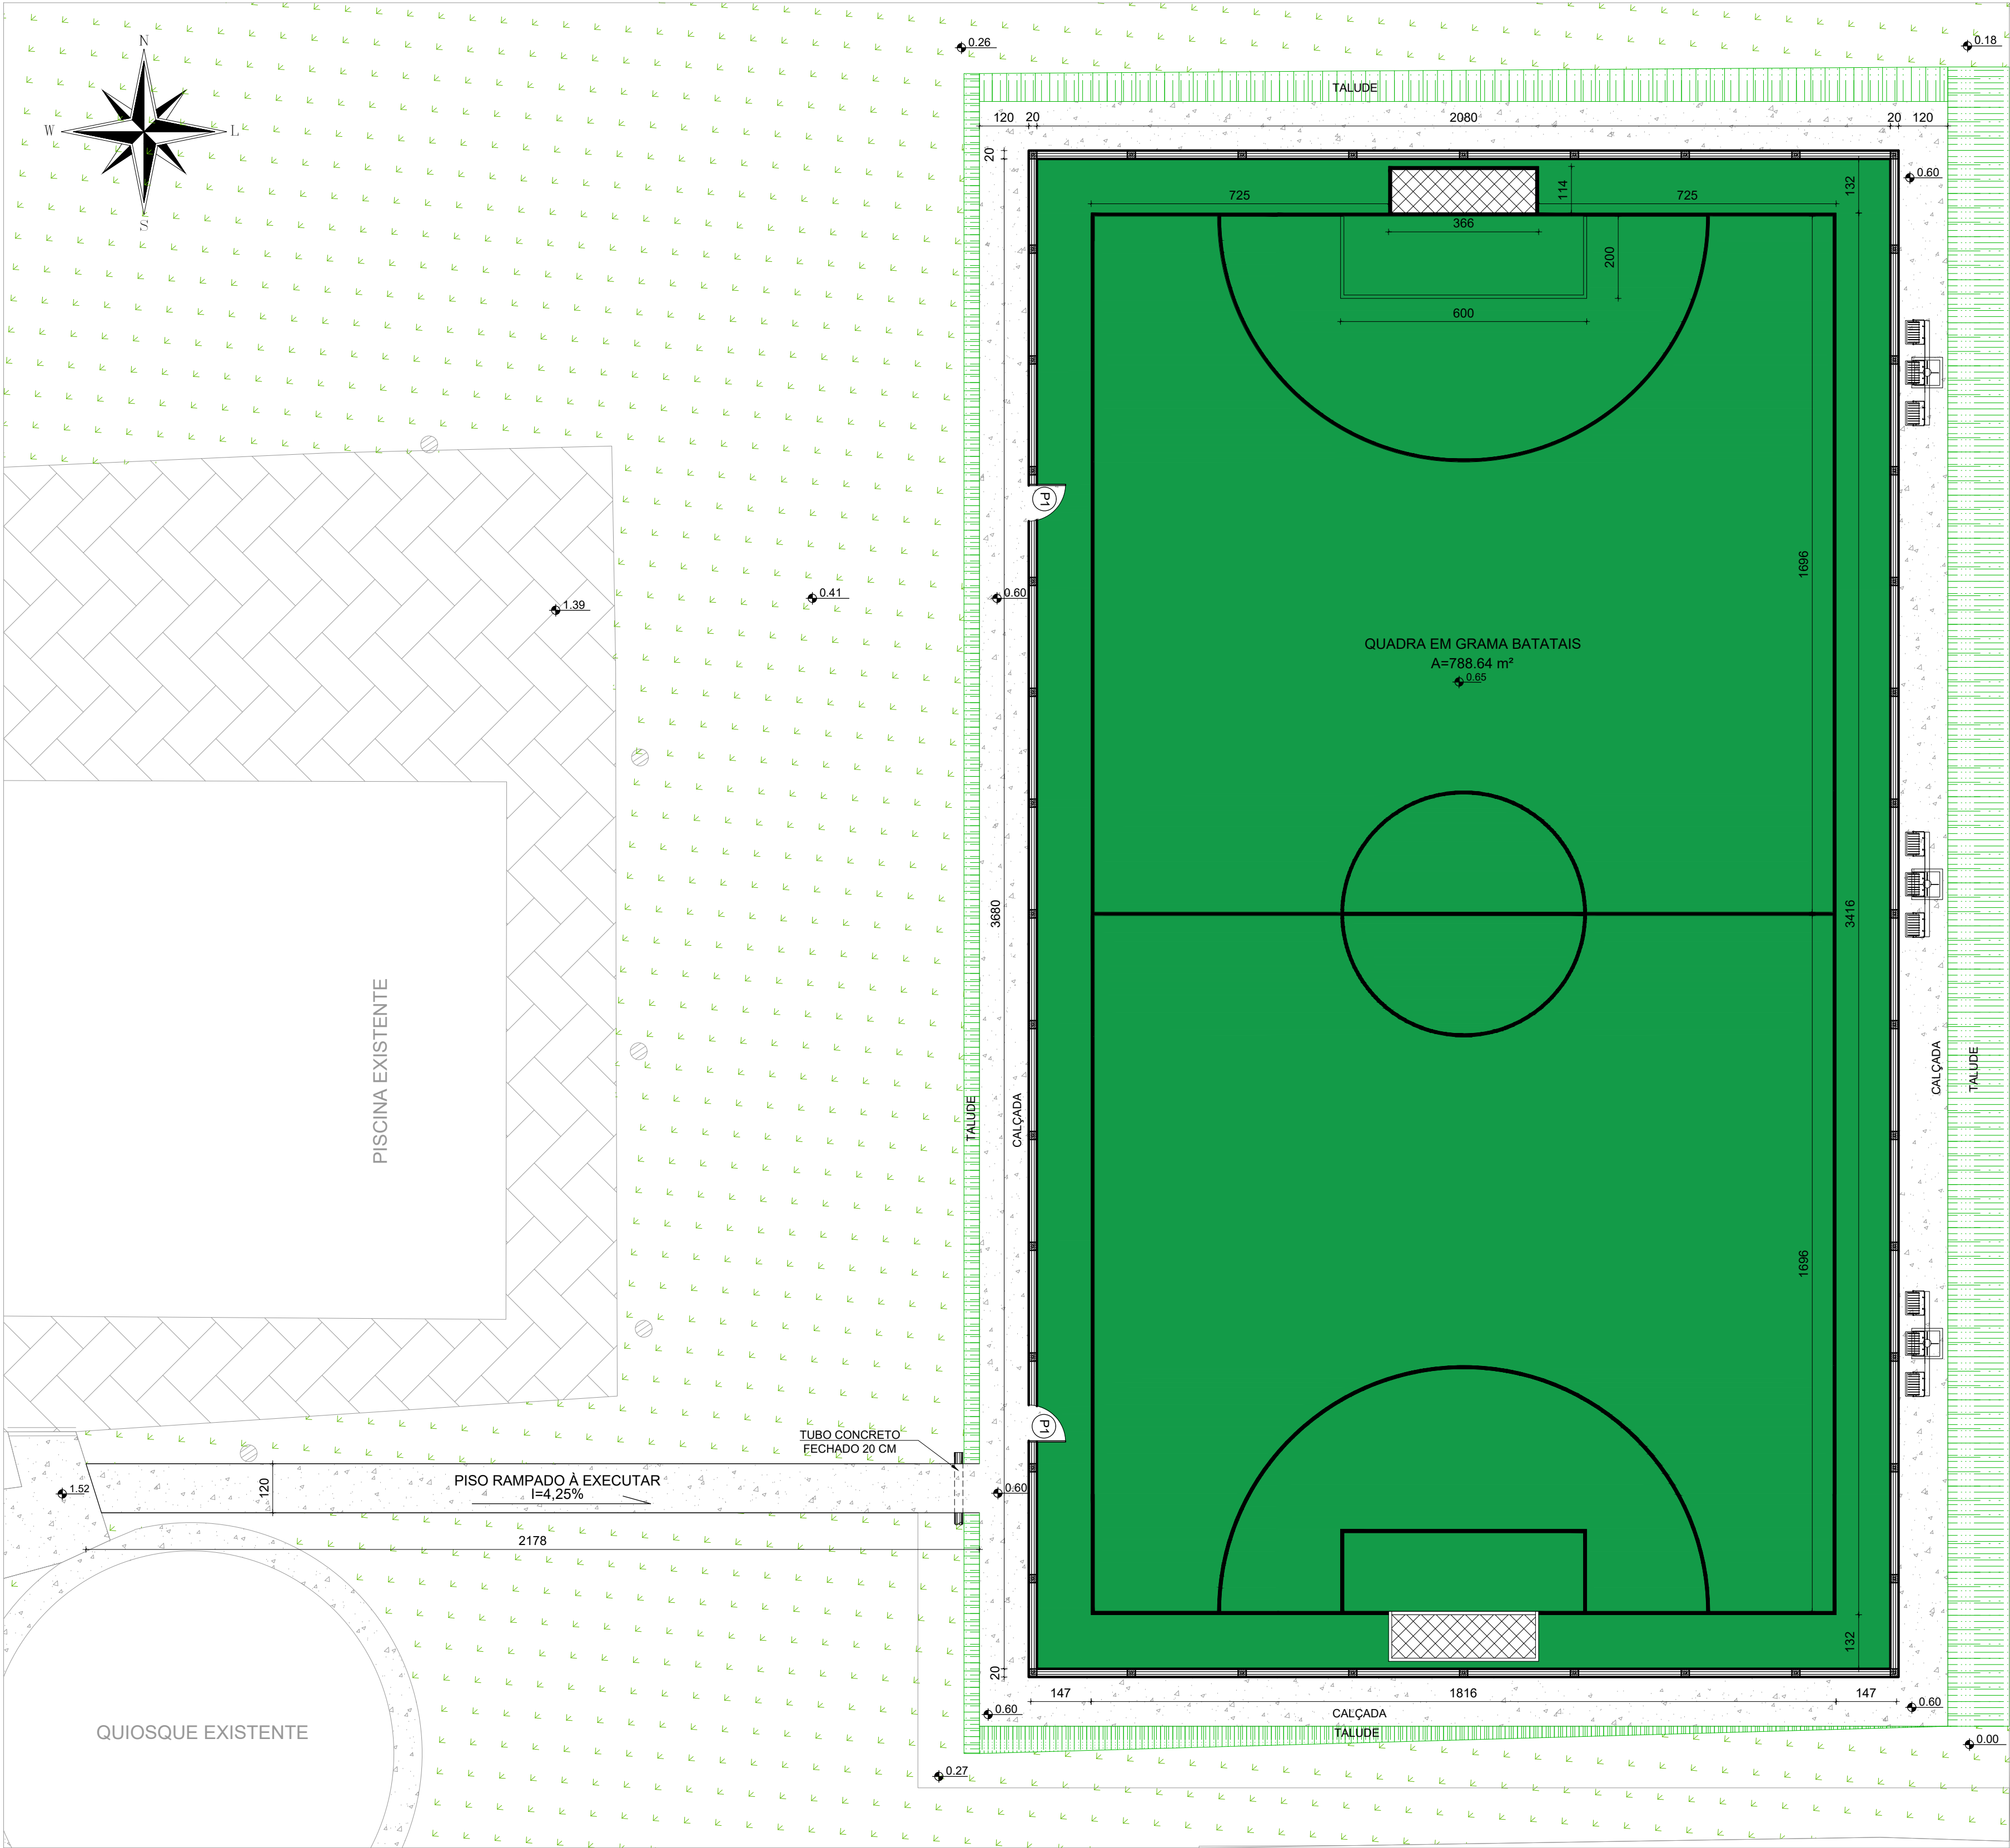 0.26
0.18
N
W
L
S
TALUDE
120
20
2080
20
120
20
0.60
132
114
725
725
366
200
600
P1
1696
0.41
0.60
1.39
QUADRA EM GRAMA BATATAIS
A=788.64 m²
0.65
3680
3416
PISCINA EXISTENTE
TALUDE
CALÇADA
CALÇADA
TALUDE
1696
P1
TUBO CONCRETO
FECHADO 20 CM
PISO RAMPADO À EXECUTAR
I=4,25%
120
1.52
0.60
2178
132
20
147
1816
147
0.60
0.60
CALÇADA
TALUDE
QUIOSQUE EXISTENTE
0.00
0.27